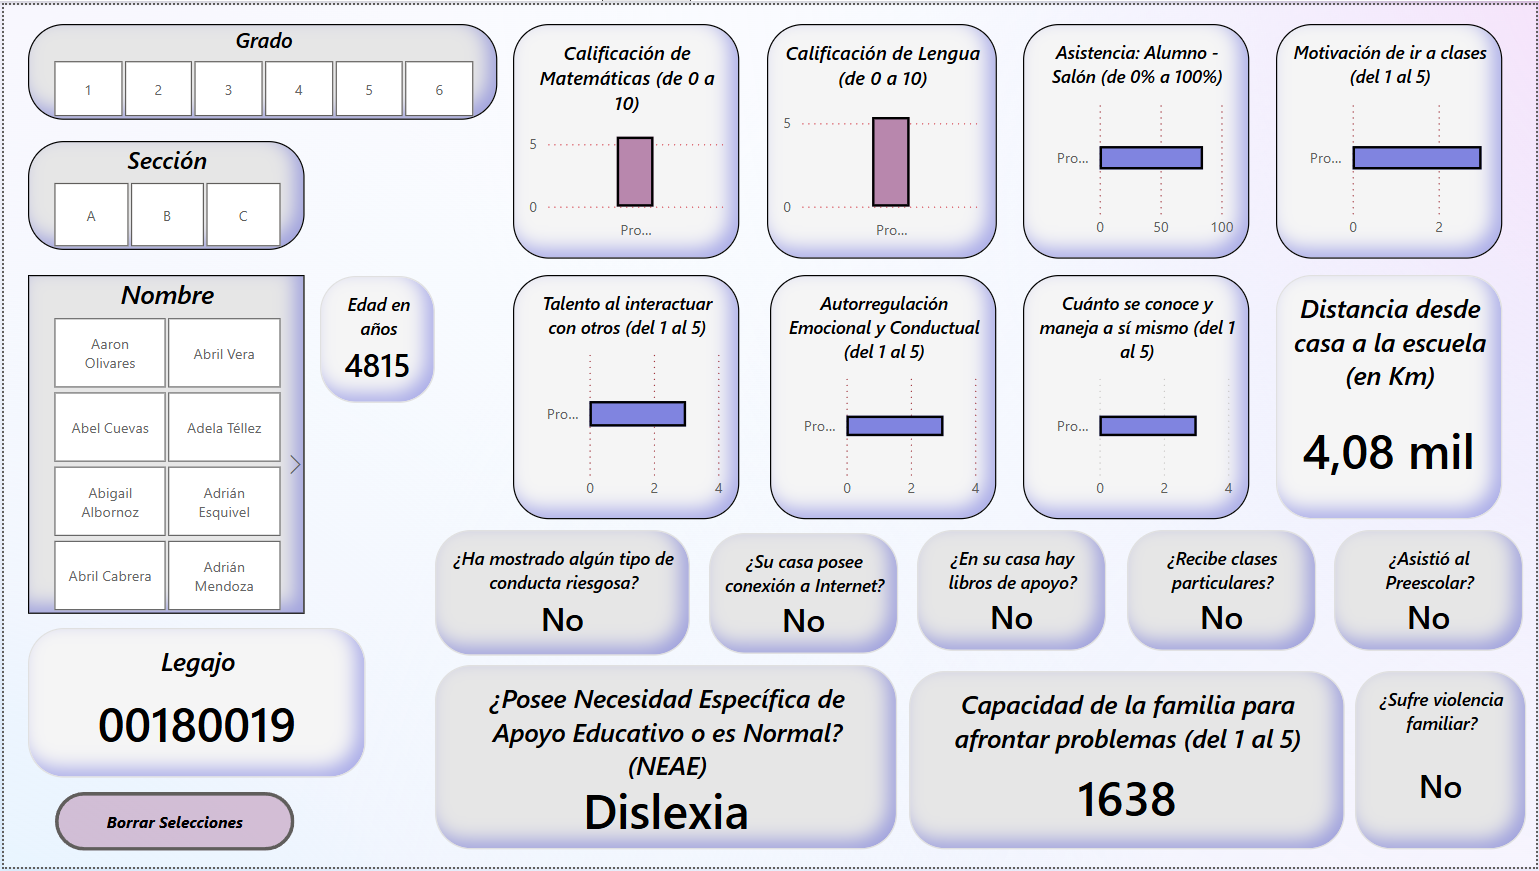 Grado
1 2 3 4 5 6
Sección
A B C
Nombre
Aaron
Olivares
Abril Vera
Abel Cuevas
Adela Téllez
Abigail
Albornoz
Adrián
Esquivel
Abril Cabrera
Adrián
Mendoza
Edad en
años
4815
Legajo
00180019
Borrar Selecciones
Calificación de
Matemáticas (de 0 a
10)
5
0
Pro...
Calificación de Lengua
(de 0 a 10)
5
0
Pro...
Asistencia: Alumno -
Salón (de 0% a 100%)
Pro...
0 50 100
Motivación de ir a clases
(del 1 al 5)
Pro...
0 2
Talento al interactuar
con otros (del 1 al 5)
Pro...
0 2 4
Autorregulación
Emocional y Conductual
(del 1 al 5)
Pro...
0 2 4
Cuánto se conoce y
maneja a sí mismo (del 1
al 5)
Pro...
0 2 4
Distancia desde
casa a la escuela
(en Km)
4,08 mil
¿Ha mostrado algún tipo de
conducta riesgosa?
No
¿Su casa posee
conexión a Internet?
No
¿En su casa hay
libros de apoyo?
No
¿Recibe clases
particulares?
No
¿Asistió al
Preescolar?
No
¿Posee Necesidad Específica de
Apoyo Educativo o es Normal?
(NEAE)
Dislexia
Capacidad de la familia para
afrontar problemas (del 1 al 5)
1638
¿Sufre violencia
familiar?
No